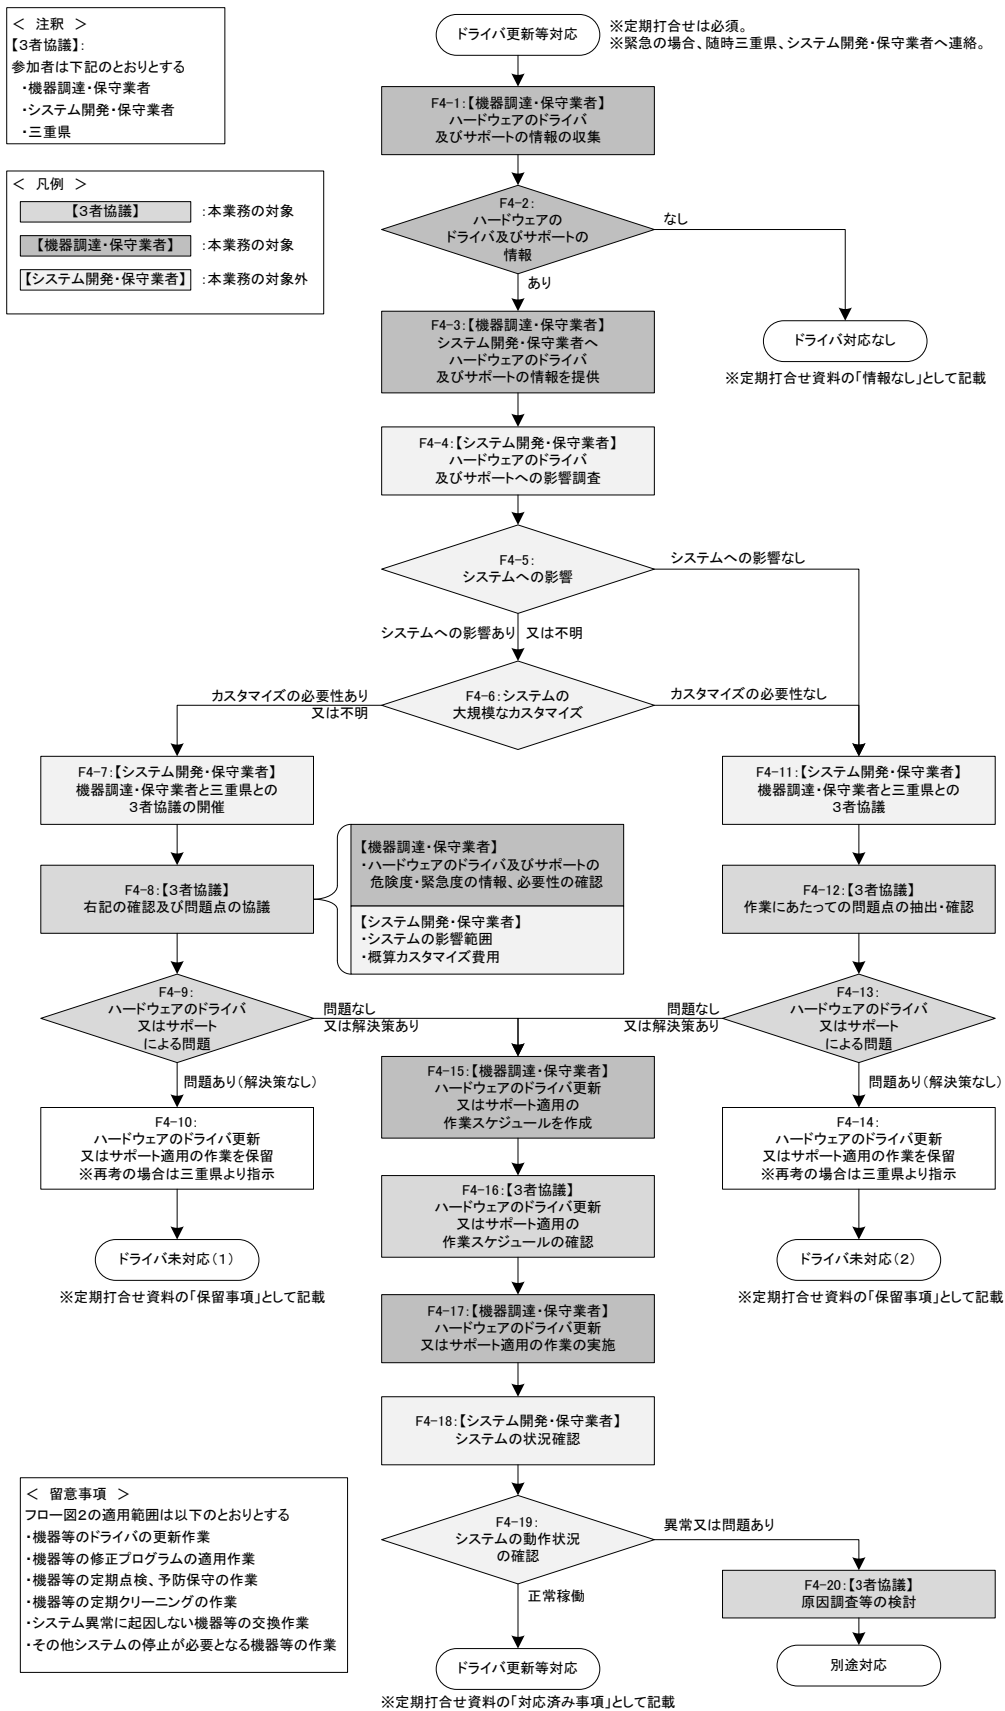 ＜ 注釈 ＞
【3者協議】：
参加者は下記のとおりとする
・機器調達・保守業者
・システム開発・保守業者
・三重県
＜ 凡例 ＞
【3者協議】 ：本業務の対象
【機器調達・保守業者】 ：本業務の対象
【システム開発・保守業者】 ：本業務の対象外
ドライバ更新等対応
※定期打合せは必須。
※緊急の場合、随時三重県、システム開発・保守業者へ連絡。
F4-1：【機器調達・保守業者】
ハードウェアのドライバ
及びサポートの情報の収集
F4-2：
ハードウェアの
ドライバ及びサポートの
情報
なし
あり
ドライバ対応なし
※定期打合せ資料の「情報なし」として記載
F4-3：【機器調達・保守業者】
システム開発・保守業者へ
ハードウェアのドライバ
及びサポートの情報を提供
F4-4：【システム開発・保守業者】
ハードウェアのドライバ
及びサポートへの影響調査
F4-5：
システムへの影響
システムへの影響なし
システムへの影響あり 又は不明
F4-6：システムの
大規模なカスタマイズ
カスタマイズの必要性あり
又は不明
カスタマイズの必要性なし
F4-7：【システム開発・保守業者】
機器調達・保守業者と三重県との
3者協議の開催
F4-11：【システム開発・保守業者】
機器調達・保守業者と三重県との
3者協議
F4-8：【3者協議】
右記の確認及び問題点の協議
【機器調達・保守業者】
・ハードウェアのドライバ及びサポートの
危険度・緊急度の情報、必要性の確認
【システム開発・保守業者】
・システムの影響範囲
・概算カスタマイズ費用
F4-12：【3者協議】
作業にあたっての問題点の抽出・確認
F4-9：
ハードウェアのドライバ
又はサポート
による問題
問題なし
又は解決策あり
問題なし
又は解決策あり
F4-13：
ハードウェアのドライバ
又はサポート
による問題
問題あり（解決策なし）
問題あり（解決策なし）
F4-10：
ハードウェアのドライバ更新
又はサポート適用の作業を保留
※再考の場合は三重県より指示
F4-14：
ハードウェアのドライバ更新
又はサポート適用の作業を保留
※再考の場合は三重県より指示
ドライバ未対応（1）
※定期打合せ資料の「保留事項」として記載
ドライバ未対応（2）
※定期打合せ資料の「保留事項」として記載
F4-15：【機器調達・保守業者】
ハードウェアのドライバ更新
又はサポート適用の
作業スケジュールを作成
F4-16：【3者協議】
ハードウェアのドライバ更新
又はサポート適用の
作業スケジュールの確認
F4-17：【機器調達・保守業者】
ハードウェアのドライバ更新
又はサポート適用の作業の実施
F4-18：【システム開発・保守業者】
システムの状況確認
F4-19：
システムの動作状況
の確認
異常又は問題あり
正常稼働
F4-20：【3者協議】
原因調査等の検討
別途対応
ドライバ更新等対応
※定期打合せ資料の「対応済み事項」として記載
＜ 留意事項 ＞
フロー図2の適用範囲は以下のとおりとする
・機器等のドライバの更新作業
・機器等の修正プログラムの適用作業
・機器等の定期点検、予防保守の作業
・機器等の定期クリーニングの作業
・システム異常に起因しない機器等の交換作業
・その他システムの停止が必要となる機器等の作業